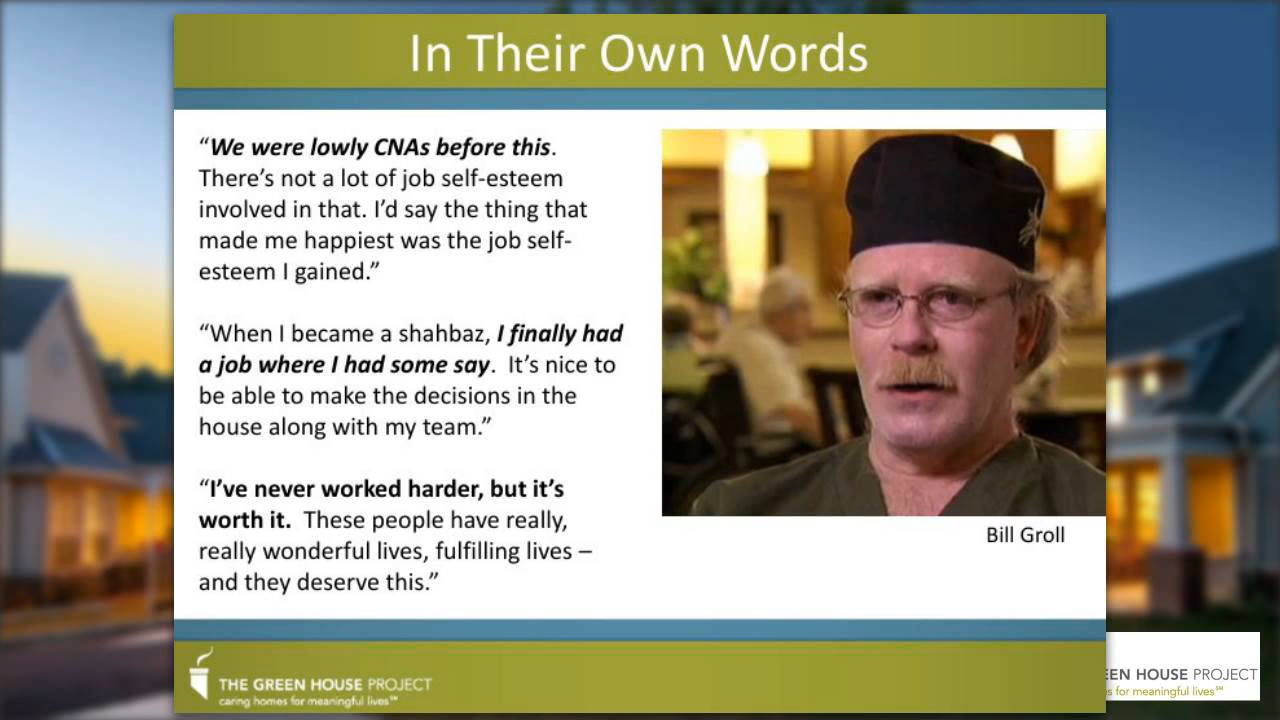 In Their Own Words
“We were lowly CNAs before this.
There’s not a lot of job self-esteem
involved in that. I’d say the thing that
made me happiest was the job self-
esteem I gained.”
“When I became a shahbaz, I finally had
a job where I had some say.  It’s nice to
be able to make the decisions in the
house along with my team.”
“I’ve never worked harder, but it’s
worth it.  These people have really,
really wonderful lives, fulfilling lives –
and they deserve this.”
Bill Groll
THE GREEN HOUSE PROJECT
caring homes for meaningful lives℠
EEN HOUSE PROJECT
s for meaningful lives℠